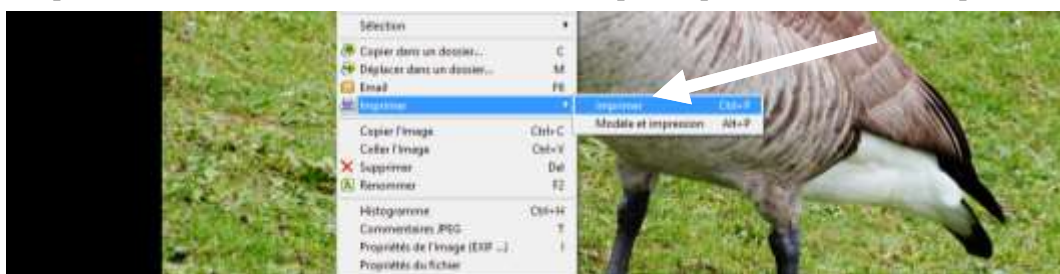 Sélection
Copier dans un dossier... C
Déplacer dans un dossier... M
Email F6
Imprimer
Imprimer Ctrl+P
Modèle et impression Alt+P
Copier l'Image Ctrl+C
Coller l'Image Ctrl+V
Supprimer Del
Renommer F2
Histogramme Ctrl+H
Commentaires JPEG T
Propriétés de l'Image (EXIF ...) I
Propriétés du fichier